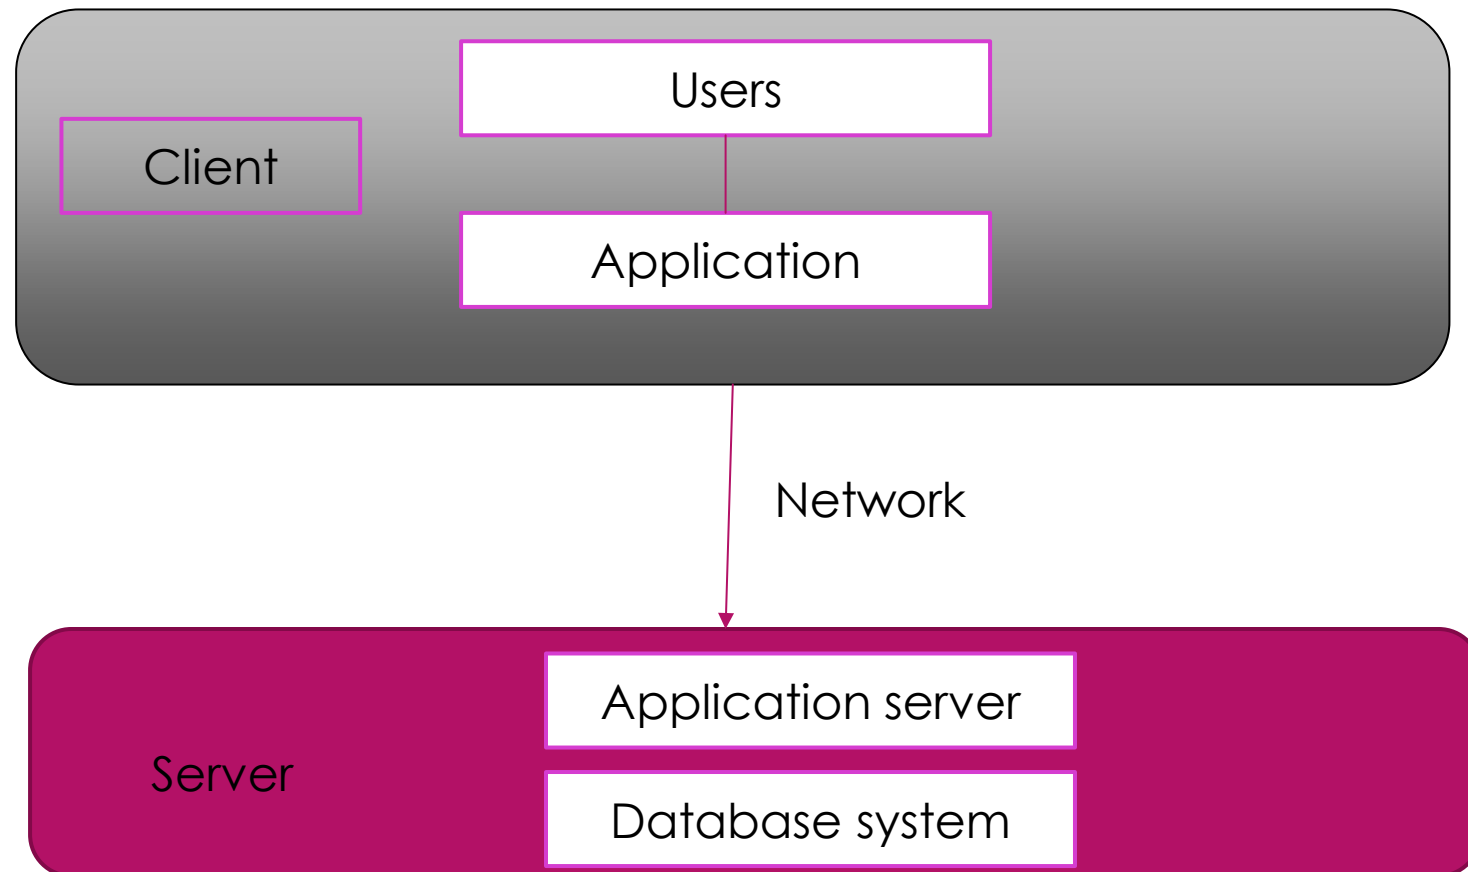 Users
Client
Application
Network
Application server
Server
Database system